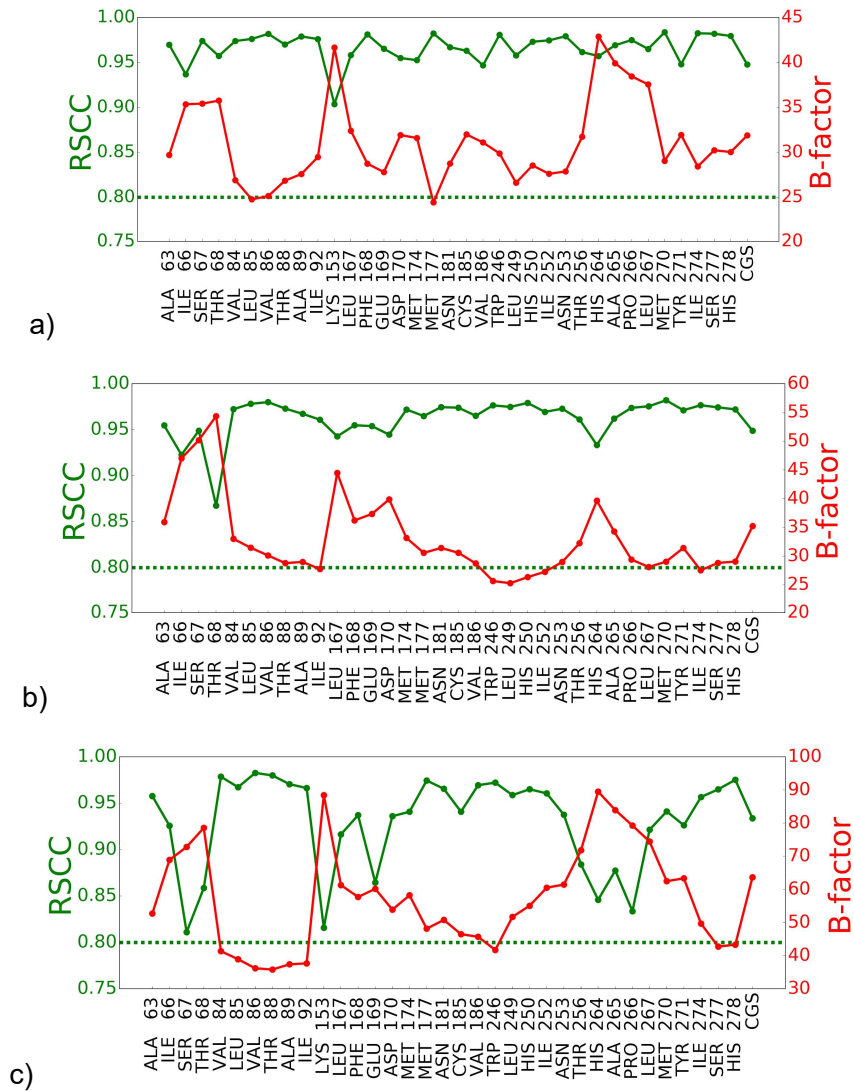 1.00
0.95
0.90
0.85
0.80
0.75
RSCC
45
40
35
30
25
20
B-factor
ALA 63
ILE 66
SER 67
THR 68
VAL 84
LEU 85
VAL 86
THR 88
ALA 89
ILE 92
LYS 153
LEU 167
PHE 168
GLU 169
ASP 170
MET 174
MET 177
ASN 181
CYS 185
VAL 186
TRP 246
LEU 249
HIS 250
ILE 252
ASN 253
THR 256
HIS 264
ALA 265
PRO 266
LEU 267
MET 270
TYR 271
ILE 274
SER 277
HIS 278
CGS
a)
1.00
0.95
0.90
0.85
0.80
0.75
RSCC
60
55
50
45
40
35
30
25
20
B-factor
ALA 63
ILE 66
SER 67
THR 68
VAL 84
LEU 85
VAL 86
THR 88
ALA 89
ILE 92
LEU 167
PHE 168
GLU 169
ASP 170
MET 174
MET 177
ASN 181
CYS 185
VAL 186
TRP 246
LEU 249
HIS 250
ILE 252
ASN 253
THR 256
HIS 264
ALA 265
PRO 266
LEU 267
MET 270
TYR 271
ILE 274
SER 277
HIS 278
CGS
b)
1.00
0.95
0.90
0.85
0.80
0.75
RSCC
100
90
80
70
60
50
40
30
B-factor
ALA 63
ILE 66
SER 67
THR 68
VAL 84
LEU 85
VAL 86
THR 88
ALA 89
ILE 92
LYS 153
LEU 167
PHE 168
GLU 169
ASP 170
MET 174
MET 177
ASN 181
CYS 185
VAL 186
TRP 246
LEU 249
HIS 250
ILE 252
ASN 253
THR 256
HIS 264
ALA 265
PRO 266
LEU 267
MET 270
TYR 271
ILE 274
SER 277
HIS 278
CGS
c)